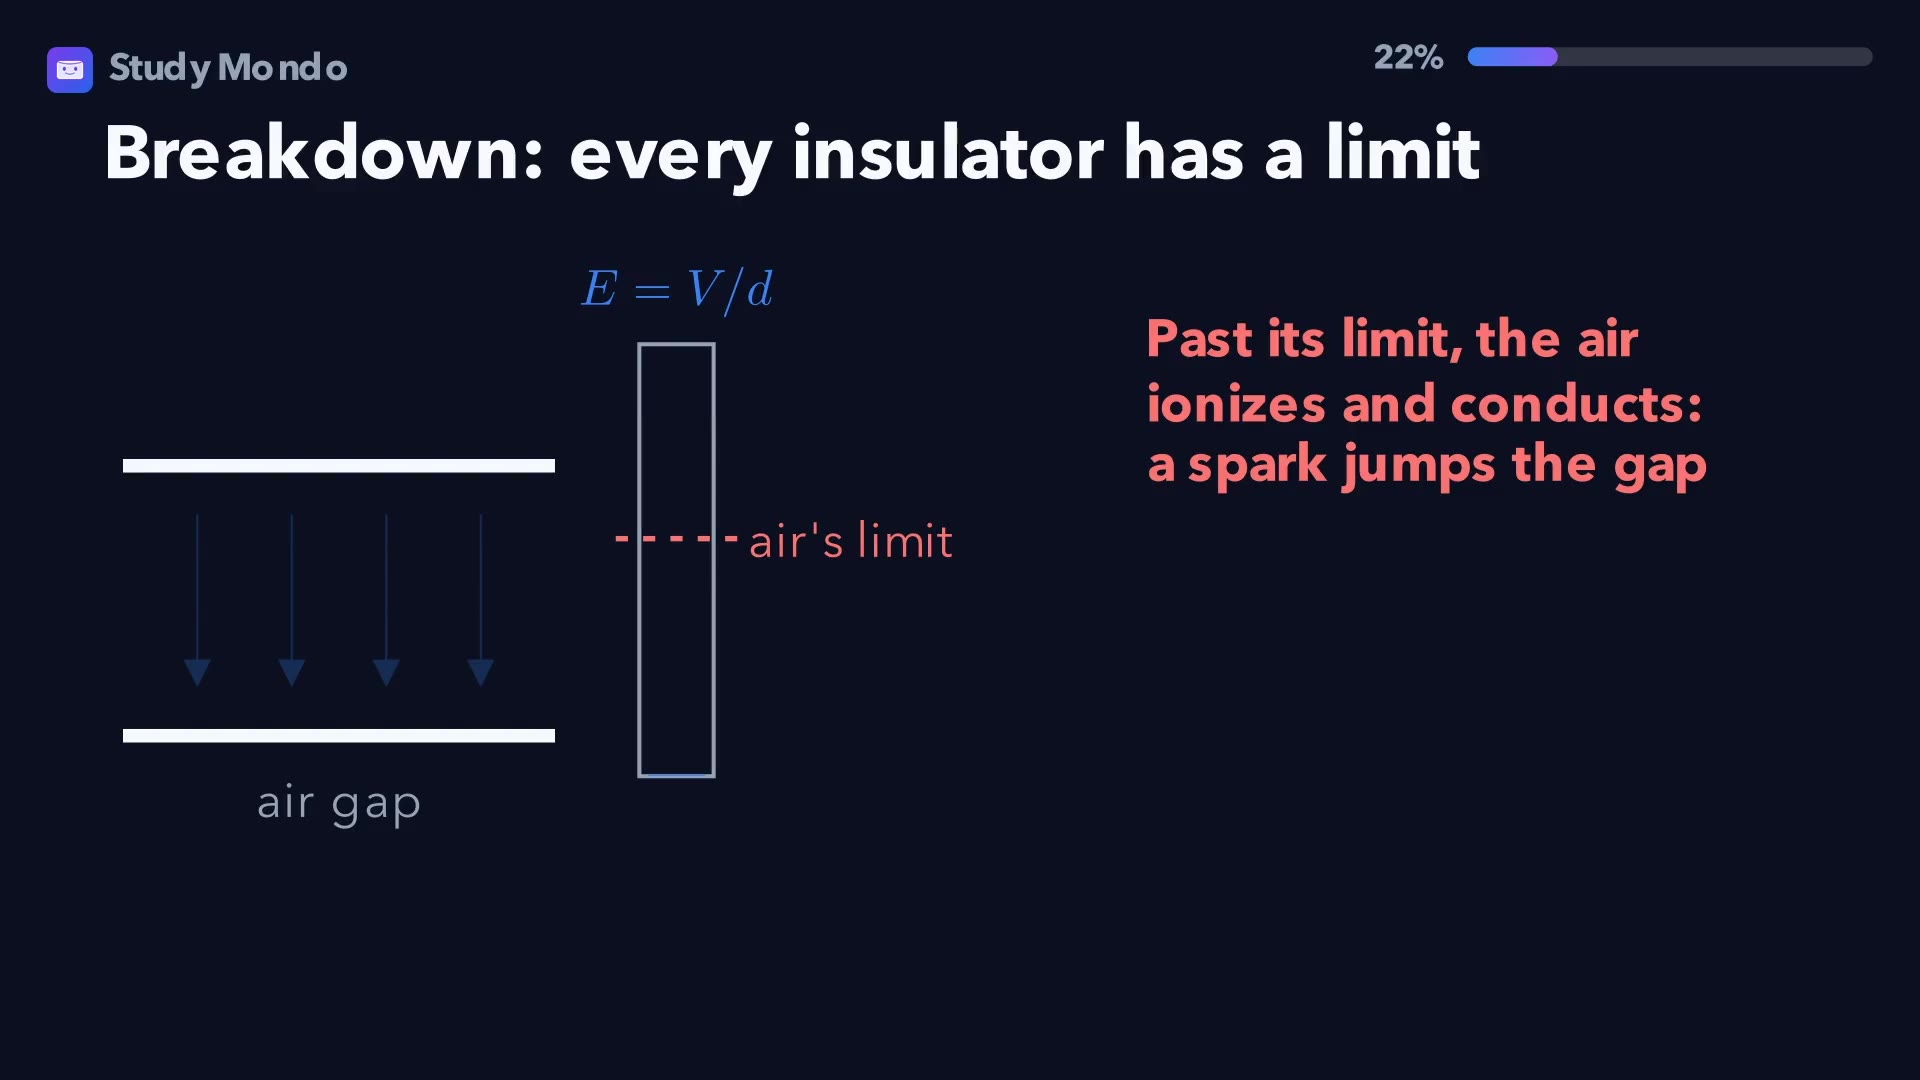 Study Mondo
22%
Breakdown: every insulator has a limit
E = V/d
Past its limit, the air
ionizes and conducts:
a spark jumps the gap
air's limit
air gap